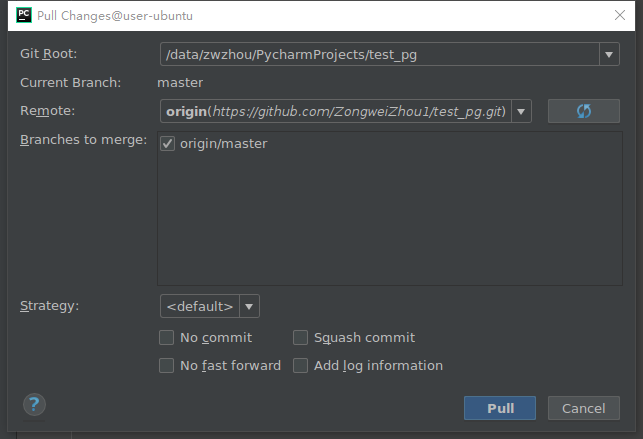 PC
Pull Changes@user-ubuntu
Git Root: /data/zwzhou/PycharmProjects/test_pg
Current Branch: master
Remote: origin(https://github.com/ZongweiZhou1/test_pg.git)
Branches to merge: origin/master
Strategy: <default>
No commit Squash commit
No fast forward Add log information
? Pull Cancel